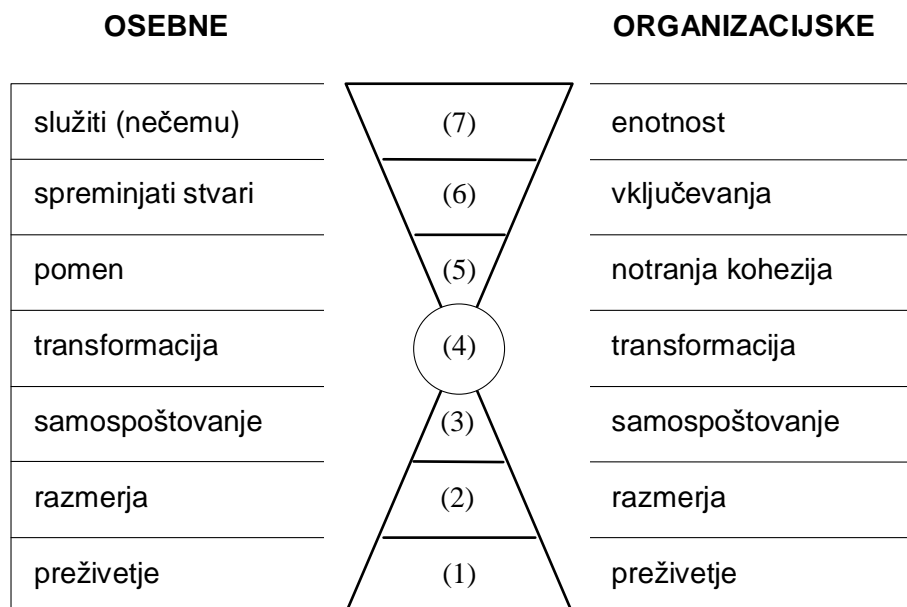 OSEBNE ORGANIZACIJSKE
služiti (nečemu) (7) enotnost
spreminjati stvari (6) vključevanja
pomen (5) notranja kohezija
transformacija (4) transformacija
samospoštovanje (3) samospoštovanje
razmerja (2) razmerja
preživetje (1) preživetje